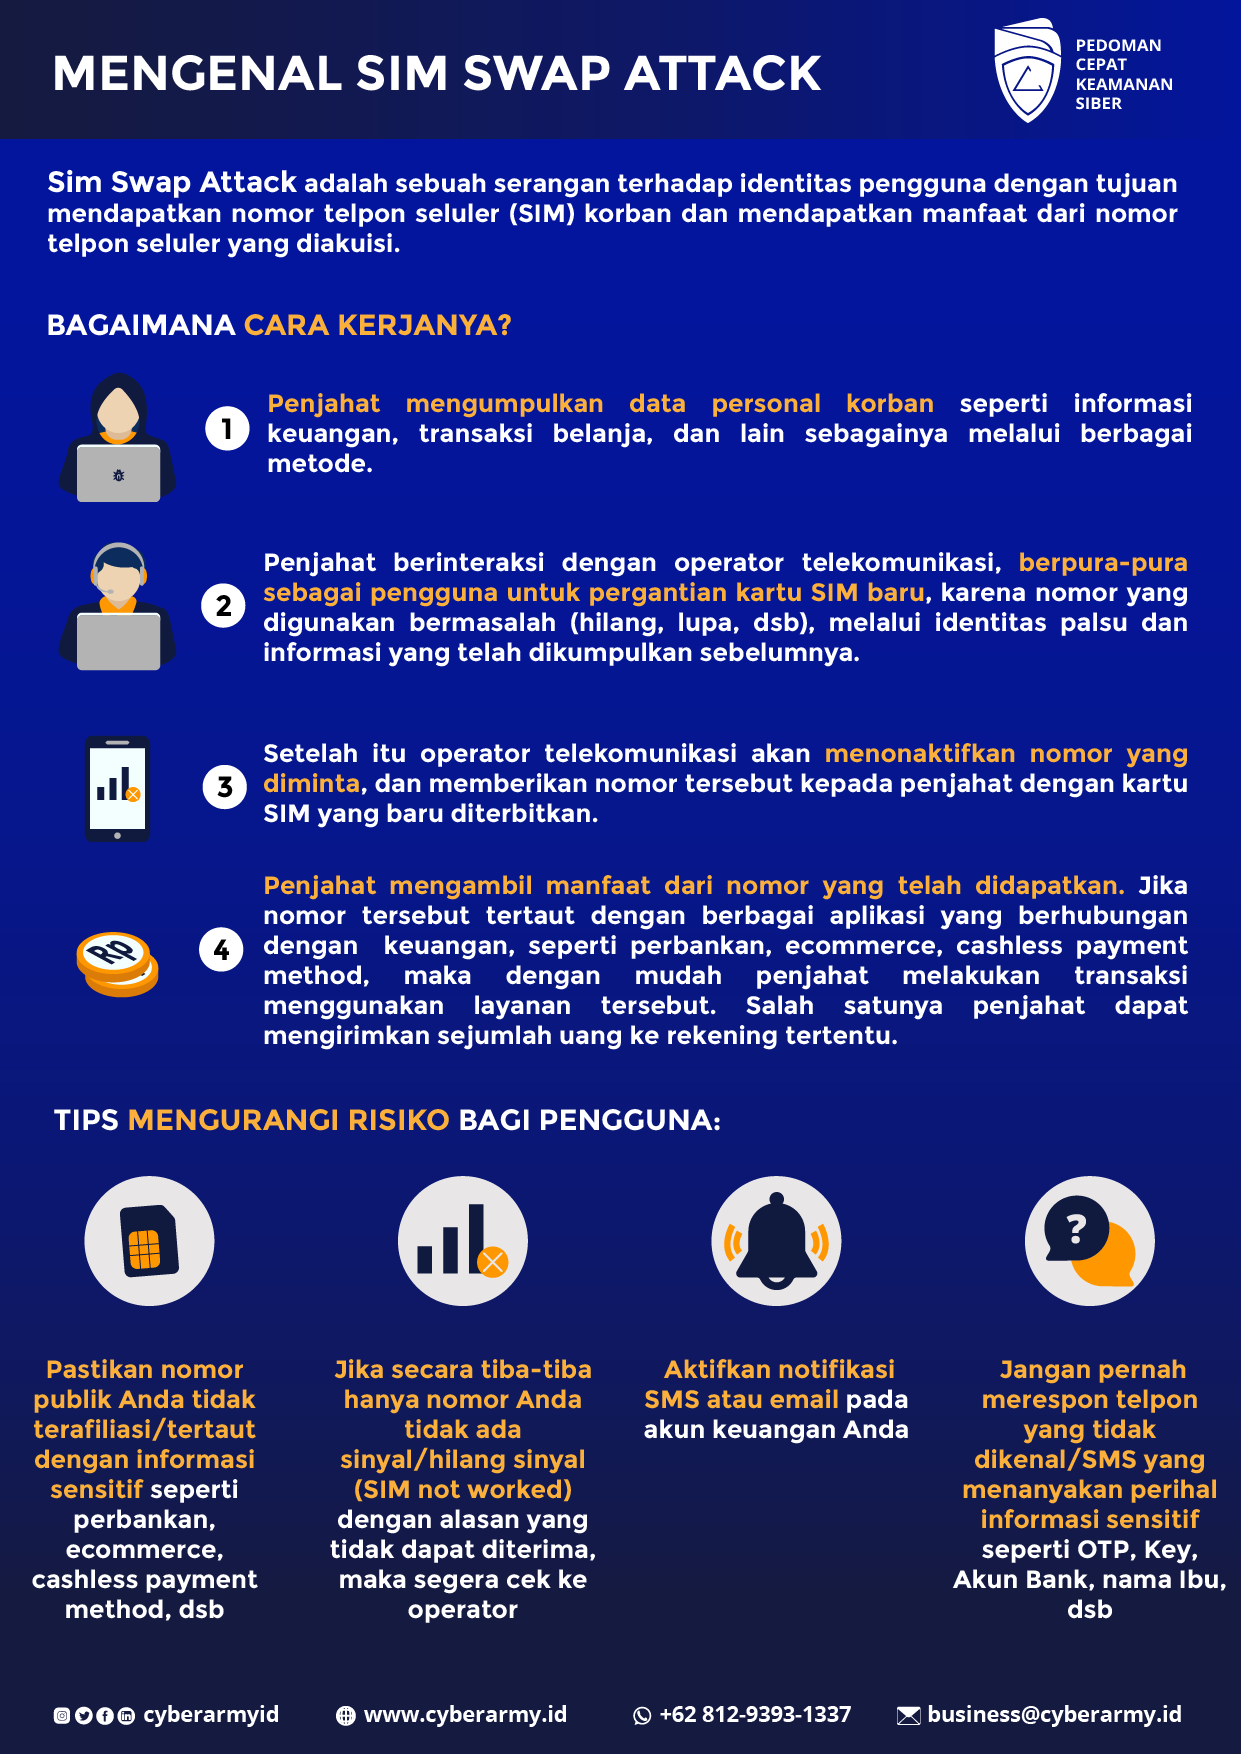 MENGENAL SIM SWAP ATTACK
PEDOMAN
CEPAT
KEAMANAN
SIBER
Sim Swap Attack adalah sebuah serangan terhadap identitas pengguna dengan tujuan
mendapatkan nomor telpon seluler (SIM) korban dan mendapatkan manfaat dari nomor
telpon seluler yang diakuisi.
BAGAIMANA CARA KERJANYA?
1
Penjahat mengumpulkan data personal korban seperti informasi
keuangan, transaksi belanja, dan lain sebagainya melalui berbagai
metode.
2
Penjahat berinteraksi dengan operator telekomunikasi, berpura-pura
sebagai pengguna untuk pergantian kartu SIM baru, karena nomor yang
digunakan bermasalah (hilang, lupa, dsb), melalui identitas palsu dan
informasi yang telah dikumpulkan sebelumnya.
3
Setelah itu operator telekomunikasi akan menonaktifkan nomor yang
diminta, dan memberikan nomor tersebut kepada penjahat dengan kartu
SIM yang baru diterbitkan.
Rp
4
Penjahat mengambil manfaat dari nomor yang telah didapatkan. Jika
nomor tersebut tertaut dengan berbagai aplikasi yang berhubungan
dengan keuangan, seperti perbankan, ecommerce, cashless payment
method, maka dengan mudah penjahat melakukan transaksi
menggunakan layanan tersebut. Salah satunya penjahat dapat
mengirimkan sejumlah uang ke rekening tertentu.
TIPS MENGURANGI RISIKO BAGI PENGGUNA:
?
Pastikan nomor
publik Anda tidak
terafiliasi/tertaut
dengan informasi
sensitif seperti
perbankan,
ecommerce,
cashless payment
method, dsb
Jika secara tiba-tiba
hanya nomor Anda
tidak ada
sinyal/hilang sinyal
(SIM not worked)
dengan alasan yang
tidak dapat diterima,
maka segera cek ke
operator
Aktifkan notifikasi
SMS atau email pada
akun keuangan Anda
Jangan pernah
merespon telpon
yang tidak
dikenal/SMS yang
menanyakan perihal
informasi sensitif
seperti OTP, Key,
Akun Bank, nama Ibu,
dsb
cyberarmyid
www.cyberarmy.id
+62 812-9393-1337
business@cyberarmy.id